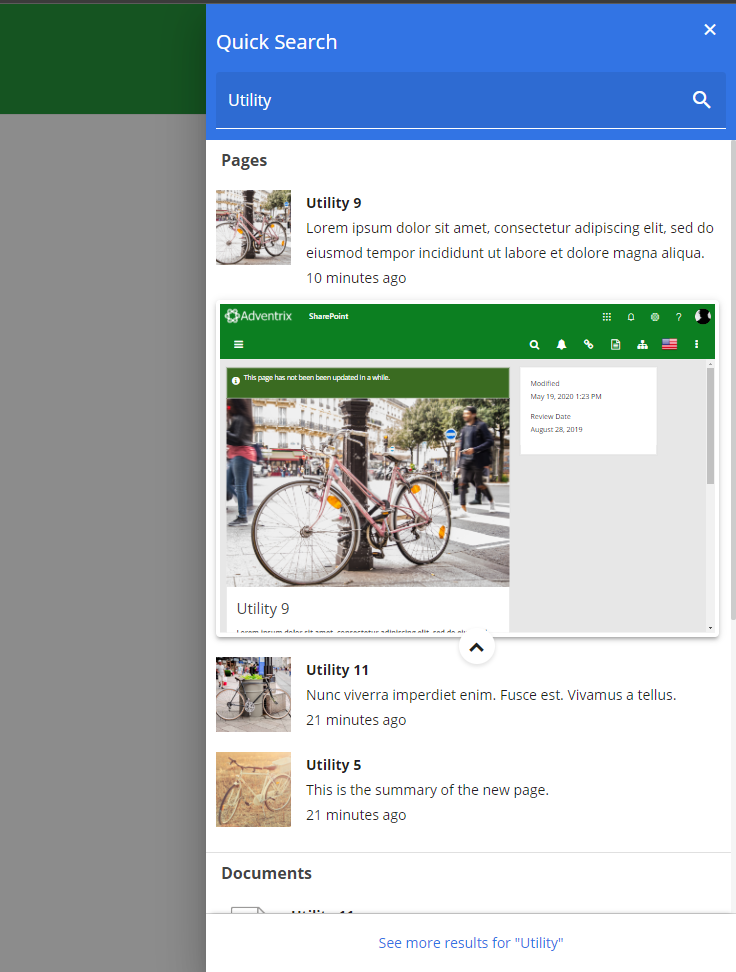 Quick Search
Utility
Pages
Utility 9
Lorem ipsum dolor sit amet, consectetur adipiscing elit, sed do
eiusmod tempor incididunt ut labore et dolore magna aliqua.
10 minutes ago
Adventrix SharePoint
This page has not been been updated in a while.
Modified
May 19, 2020 1:23 PM
Review Date
August 28, 2019
Utility 9
Lorem ipsum dolor sit amet, consectetur adipiscing elit, sed do
Utility 11
Nunc viverra imperdiet enim. Fusce est. Vivamus a tellus.
21 minutes ago
Utility 5
This is the summary of the new page.
21 minutes ago
Documents
Utility 11
See more results for "Utility"